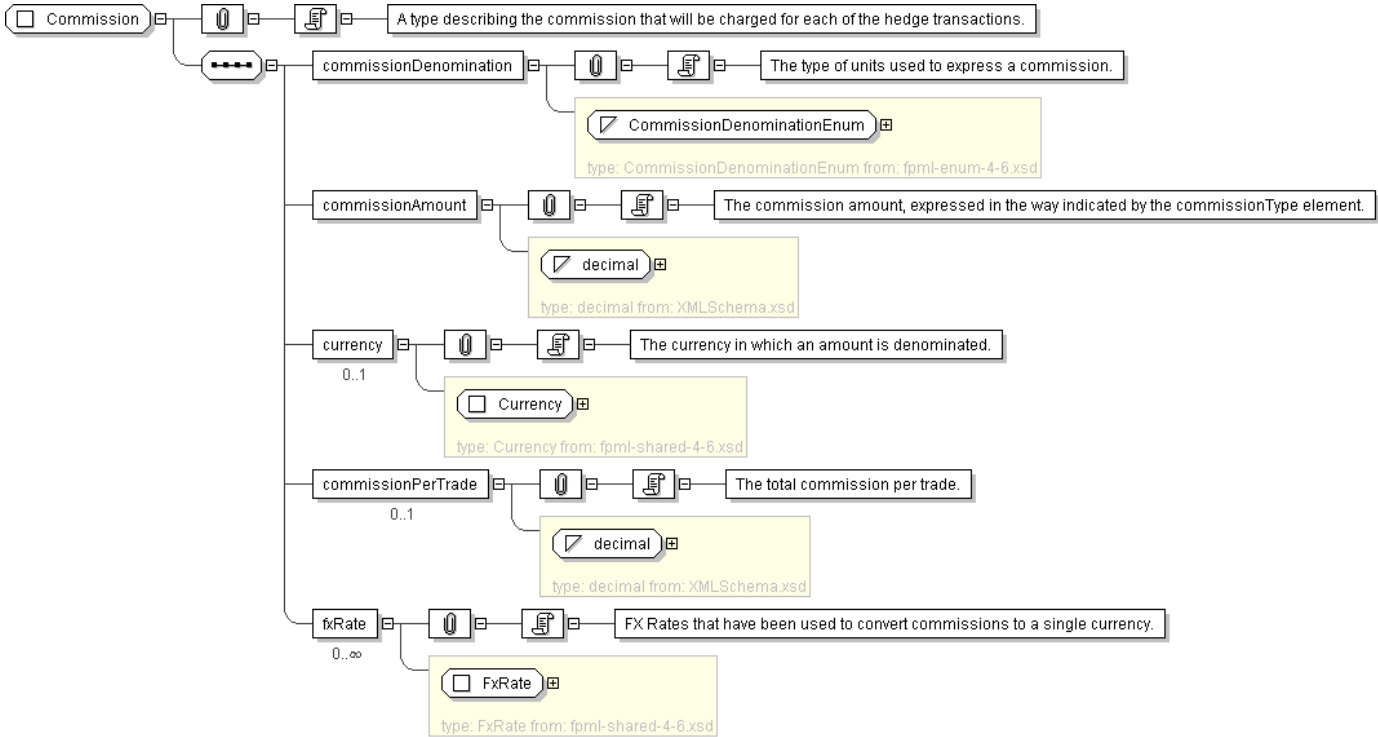 Commission
A type describing the commission that will be charged for each of the hedge transactions.
commissionDenomination
The type of units used to express a commission.
CommissionDenominationEnum
type: CommissionDenominationEnum from: fpml-enum-4-6.xsd
commissionAmount
The commission amount, expressed in the way indicated by the commissionType element.
decimal
type: decimal from: XMLSchema.xsd
currency
The currency in which an amount is denominated.
0..1
Currency
type: Currency from: fpml-shared-4-6.xsd
commissionPerTrade
The total commission per trade.
0..1
decimal
type: decimal from: XMLSchema.xsd
fxRate
FX Rates that have been used to convert commissions to a single currency.
0..∞
FxRate
type: FxRate from: fpml-shared-4-6.xsd